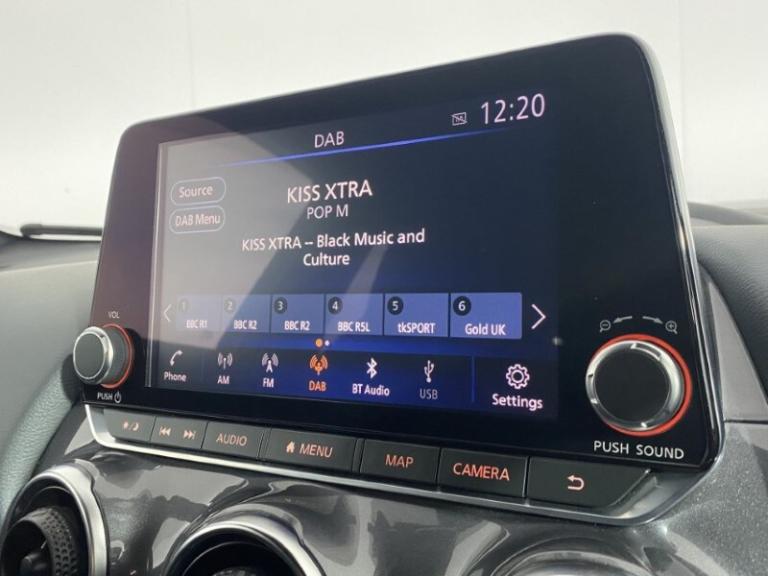 DAB
12:20
Source
DAB Menu
KISS XTRA
POP M
KISS XTRA -- Black Music and
Culture
1 2 3 4 5 6
BBC R1 BBC R2 BBC R2 BBC R5L tkSPORT Gold UK
Phone AM FM DAB BT Audio USB Settings
VOL
PUSH
PUSH SOUND
AUDIO MENU MAP CAMERA